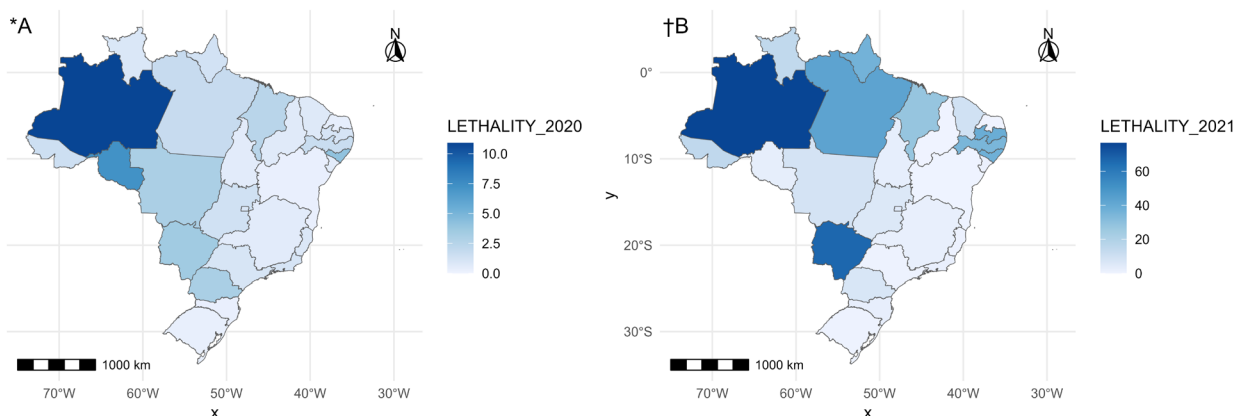 *A
N
LETHALITY_2020
10.0
7.5
5.0
2.5
0.0
1000 km
70°W 60°W 50°W 40°W 30°W
x
†B
N
0°
10°S
20°S
30°S
y
LETHALITY_2021
60
40
20
0
1000 km
70°W 60°W 50°W 40°W 30°W
x